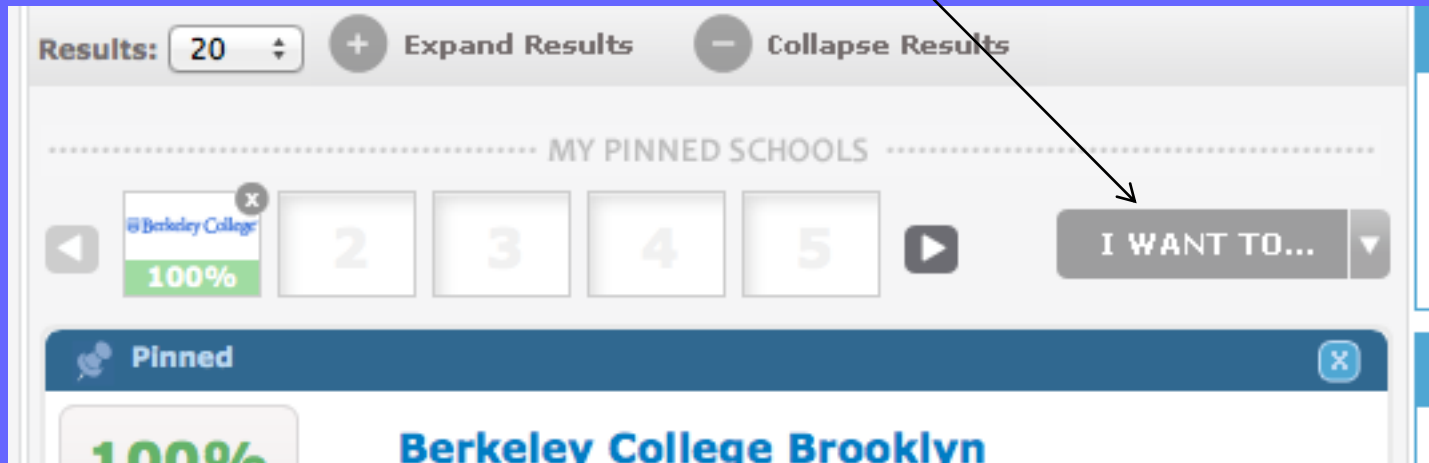 Results: 20 + Expand Results − Collapse Results
MY PINNED SCHOOLS
x
Berkeley College 2 3 4 5 I WANT TO...
100%
Pinned x
100% Berkeley College Brooklyn